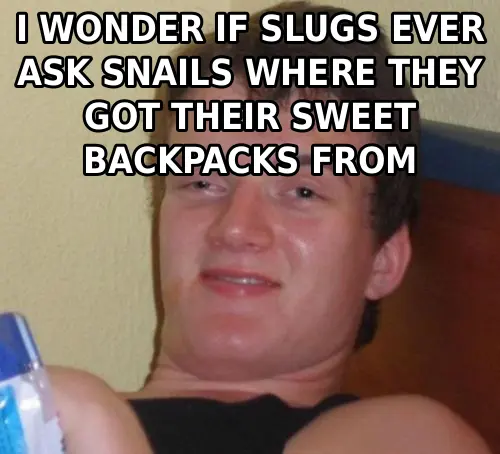 I WONDER IF SLUGS EVER
ASK SNAILS WHERE THEY
GOT THEIR SWEET
BACKPACKS FROM